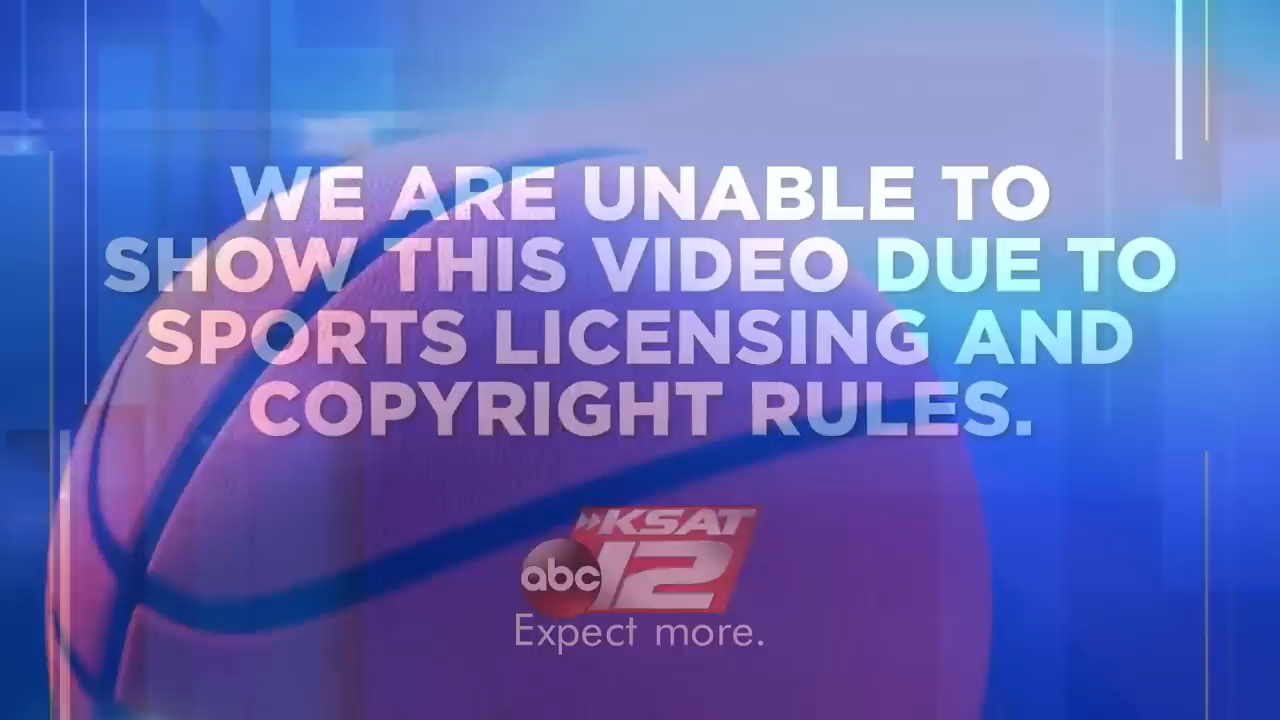 WE ARE UNABLE TO
SHOW THIS VIDEO DUE TO
SPORTS LICENSING AND
COPYRIGHT RULES.
KSAT
abc 12
Expect more.